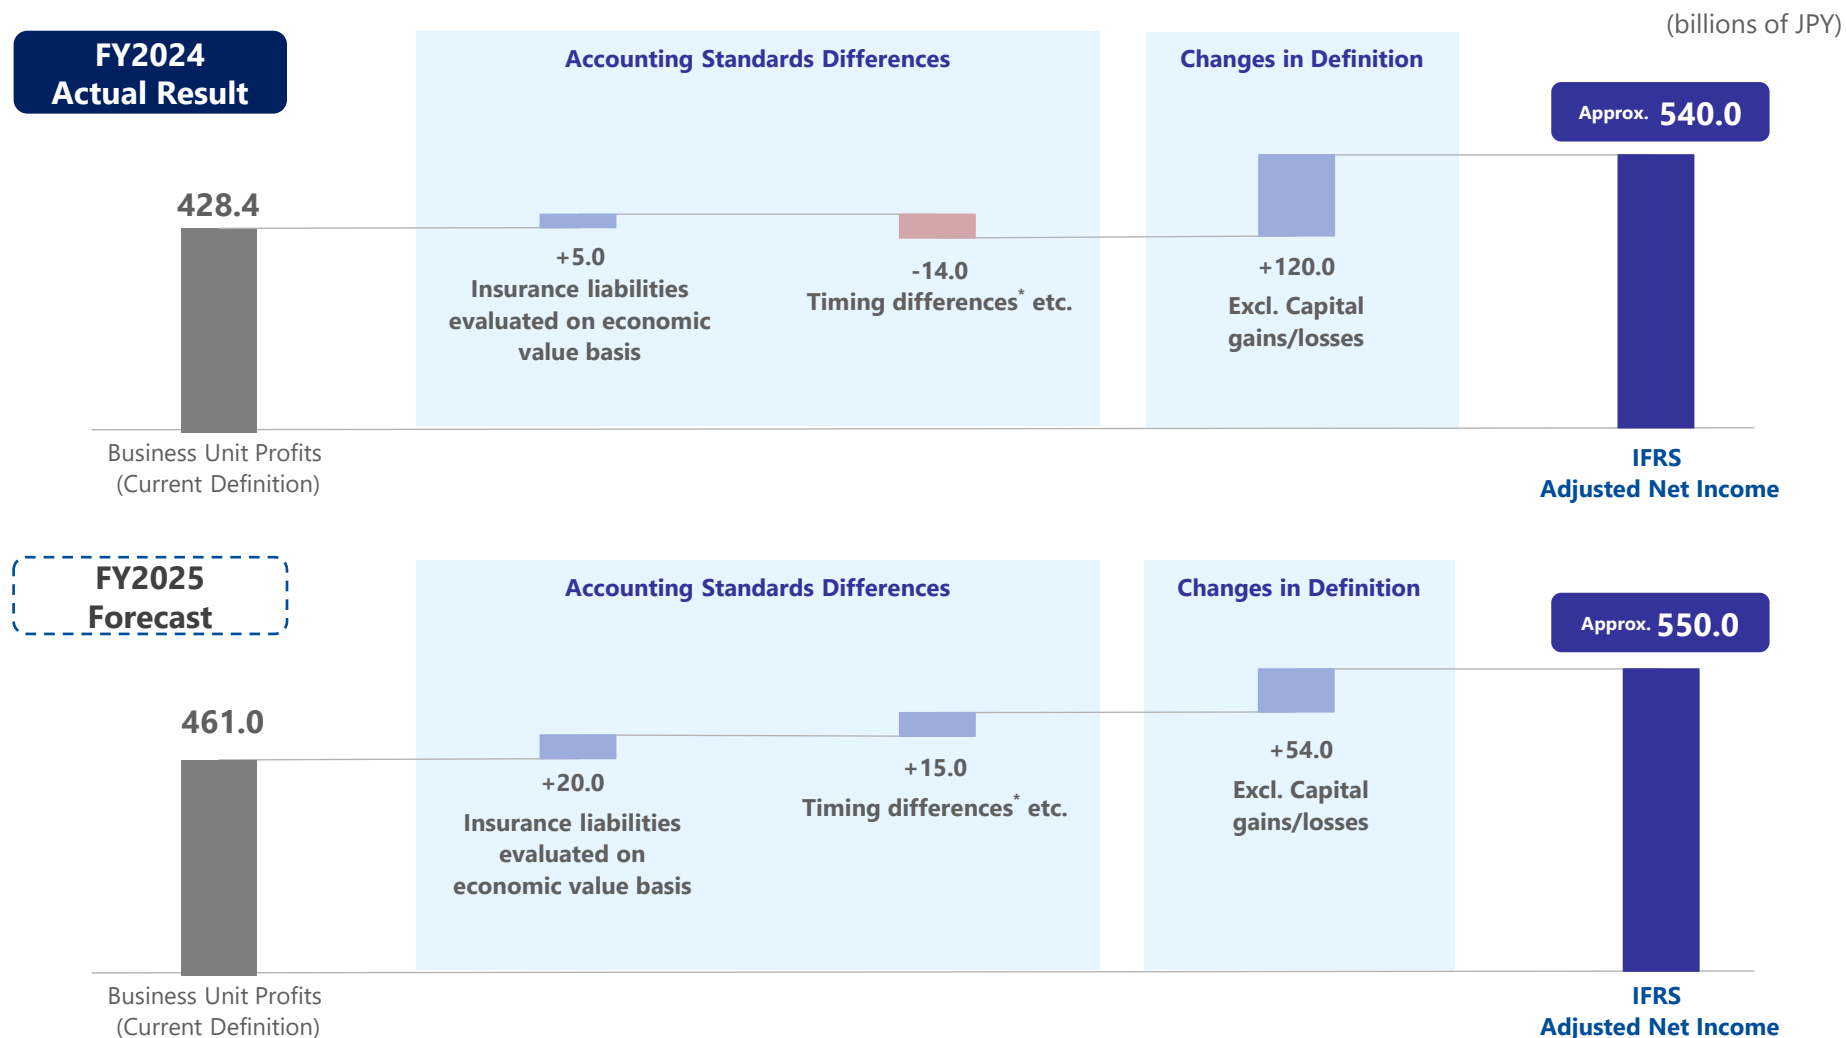 (billions of JPY)
FY2024
Actual Result
Accounting Standards Differences
Changes in Definition
Approx. 540.0
428.4
+5.0
Insurance liabilities
evaluated on economic
value basis
-14.0
Timing differences* etc.
+120.0
Excl. Capital
gains/losses
Business Unit Profits
(Current Definition)
IFRS
Adjusted Net Income
FY2025
Forecast
Accounting Standards Differences
Changes in Definition
Approx. 550.0
461.0
+20.0
Insurance liabilities
evaluated on
economic value basis
+15.0
Timing differences* etc.
+54.0
Excl. Capital
gains/losses
Business Unit Profits
(Current Definition)
IFRS
Adjusted Net Income